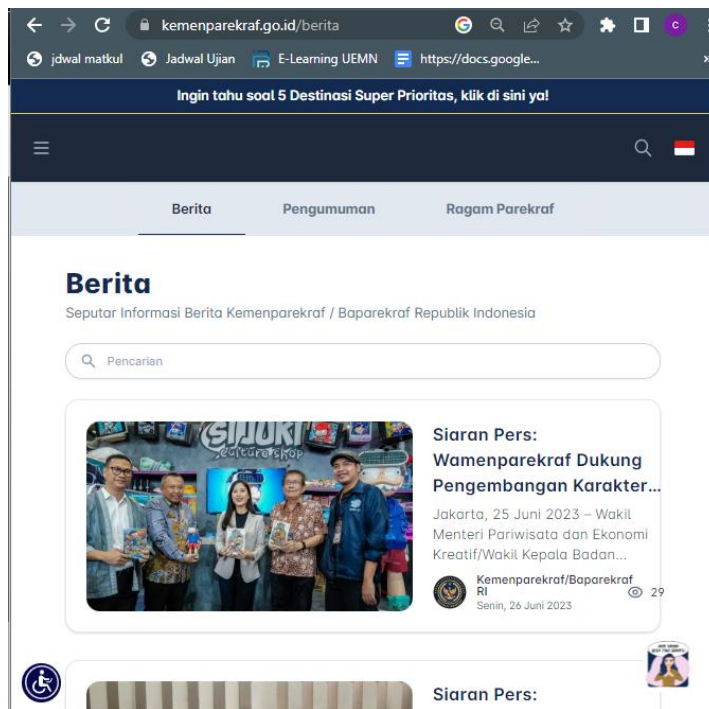 kemenparekraf.go.id/berita
jdwal matkul Jadwal Ujian E-Learning UEMN https://docs.google...
Ingin tahu soal 5 Destinasi Super Prioritas, klik di sini ya!
Berita Pengumuman Ragam Parekraf
Berita
Seputar Informasi Berita Kemenparekraf / Baparekraf Republik Indonesia
Pencarian
SIJUKI
culture shop
Siaran Pers:
Wamenparekraf Dukung
Pengembangan Karakter...
Jakarta, 25 Juni 2023 – Wakil
Menteri Pariwisata dan Ekonomi
Kreatif/Wakil Kepala Badan...
Kemenparekraf/Baparekraf
RI
29
Senin, 26 Juni 2023
Siaran Pers: